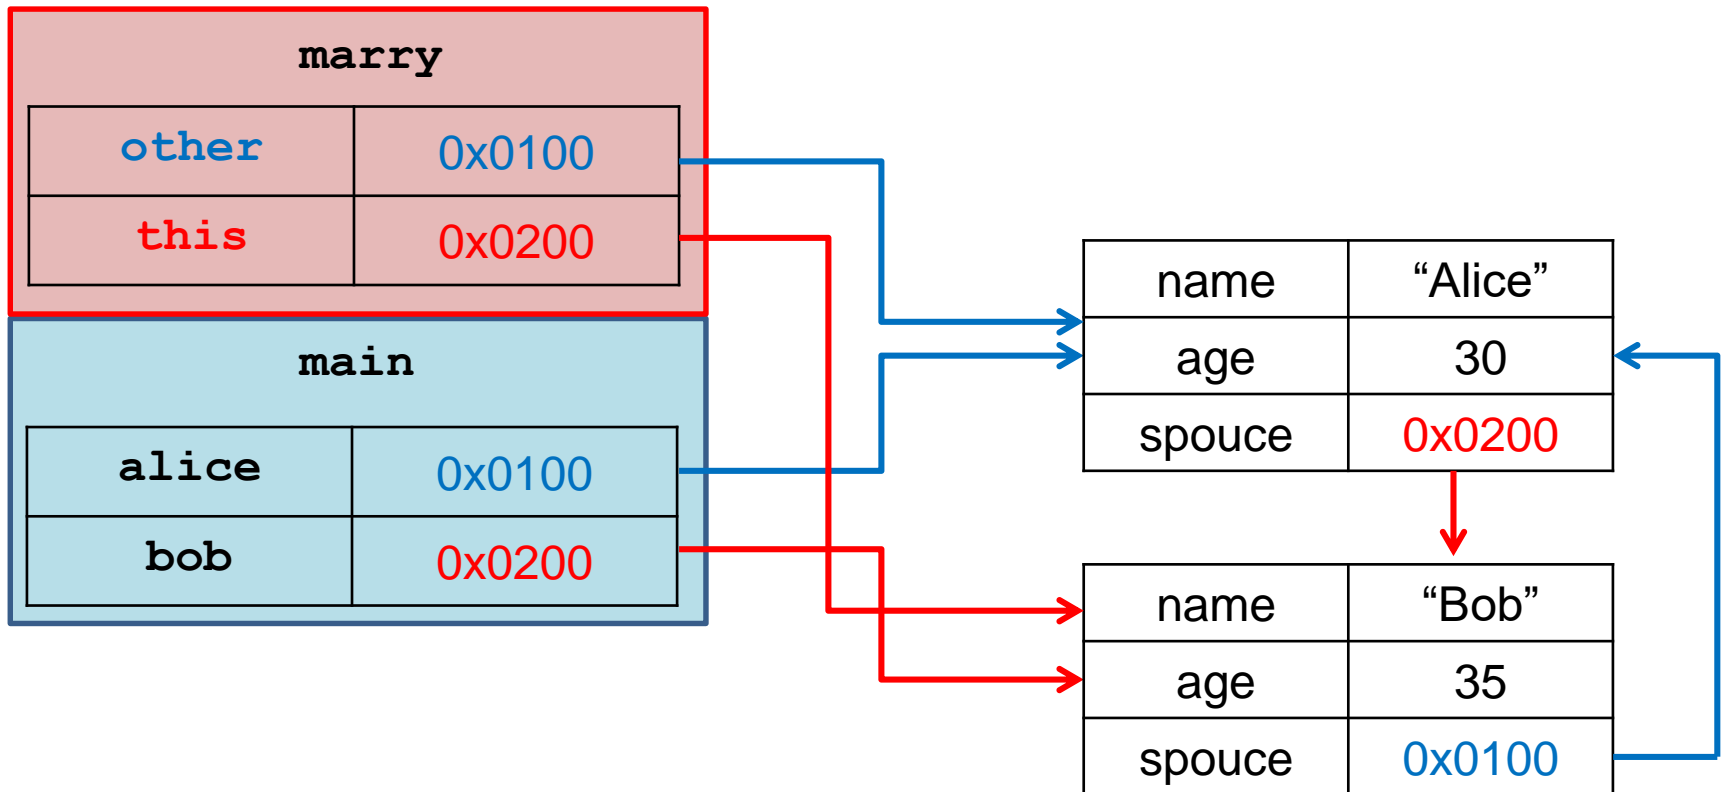 marry
other 0x0100
this 0x0200
main
alice 0x0100
bob 0x0200
name “Alice”
age 30
spouce 0x0200
name “Bob”
age 35
spouce 0x0100